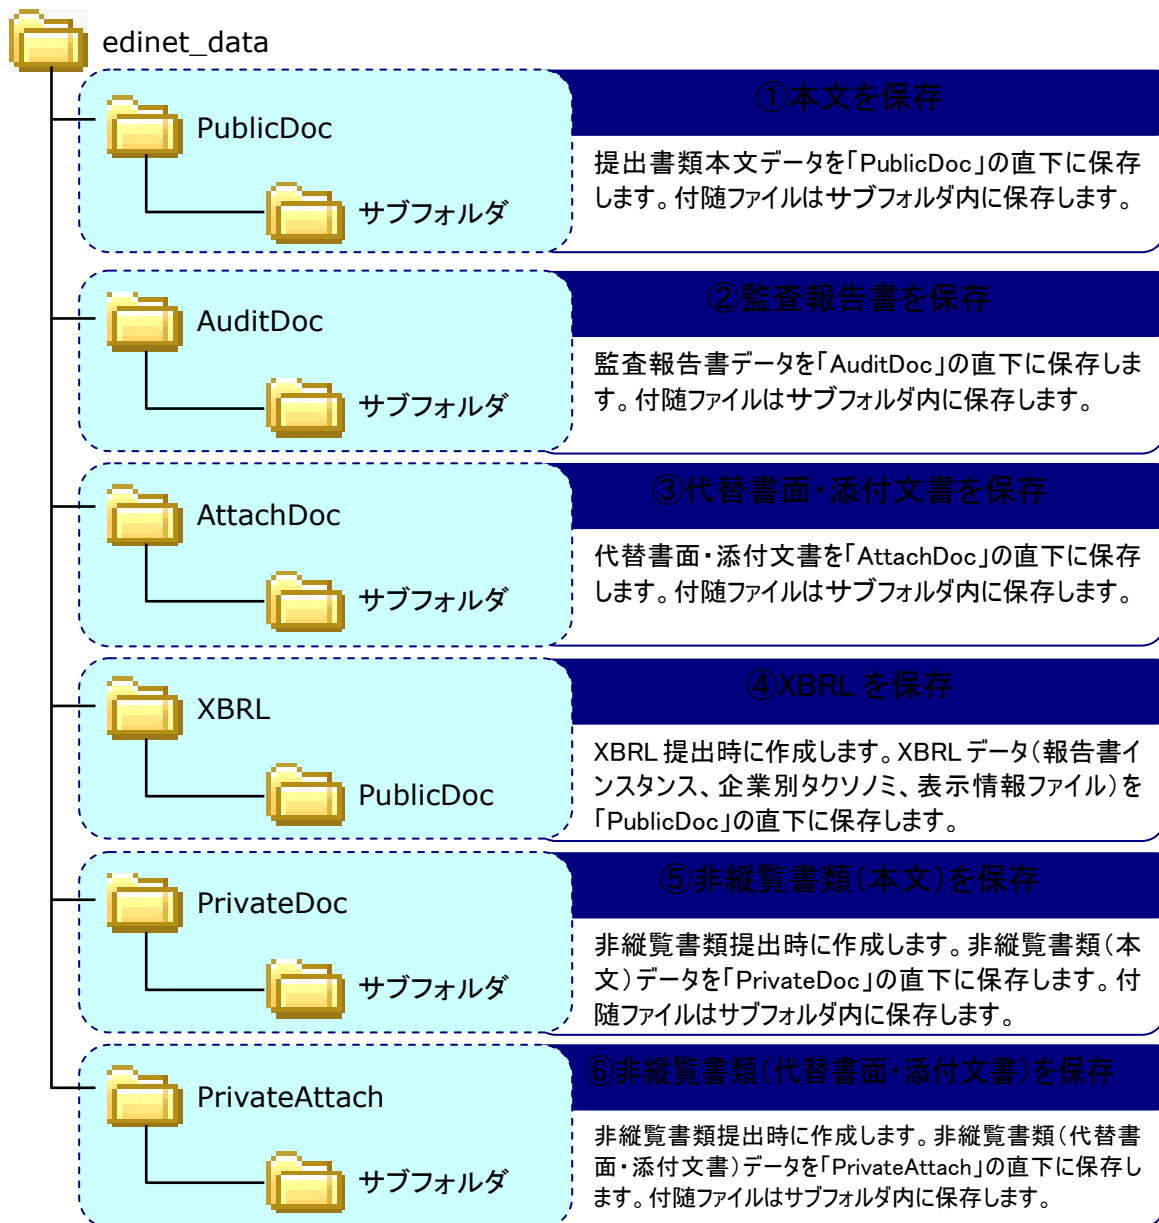 edinet_data
PublicDoc
サブフォルダ
①本文を保存
提出書類本文データを「PublicDoc」の直下に保存
します。付随ファイルはサブフォルダ内に保存します。
AuditDoc
サブフォルダ
②監査報告書を保存
監査報告書データを「AuditDoc」の直下に保存しま
す。付随ファイルはサブフォルダ内に保存します。
AttachDoc
サブフォルダ
③代替書面・添付文書を保存
代替書面・添付文書を「AttachDoc」の直下に保存
します。付随ファイルはサブフォルダ内に保存します。
XBRL
PublicDoc
④XBRL を保存
XBRL 提出時に作成します。XBRL データ（報告書イ
ンスタンス、企業別タクソノミ、表示情報ファイル）を
「PublicDoc」の直下に保存します。
PrivateDoc
サブフォルダ
⑤非縦覧書類（本文）を保存
非縦覧書類提出時に作成します。非縦覧書類（本
文）データを「PrivateDoc」の直下に保存します。付
随ファイルはサブフォルダ内に保存します。
PrivateAttach
サブフォルダ
⑥非縦覧書類（代替書面・添付文書）を保存
非縦覧書類提出時に作成します。非縦覧書類（代替書
面・添付文書）データを「PrivateAttach」の直下に保存し
ます。付随ファイルはサブフォルダ内に保存します。